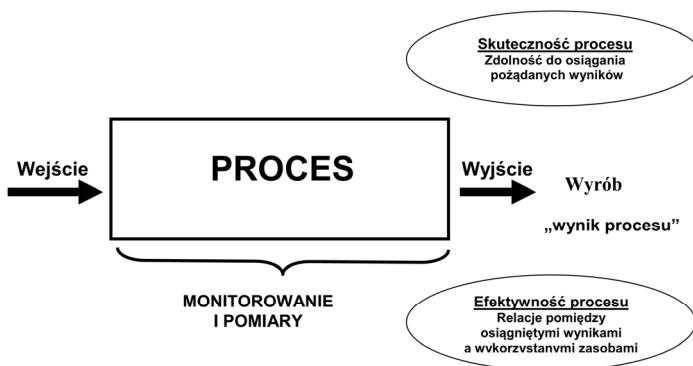 Skuteczność procesu
Zdolność do osiągania
pożądanych wyników
Wejście
PROCES
Wyjście
Wyrób
„wynik procesu”
MONITOROWANIE
I POMIARY
Efektywność procesu
Relacje pomiędzy
osiągniętymi wynikami
a wykorzystanymi zasobami